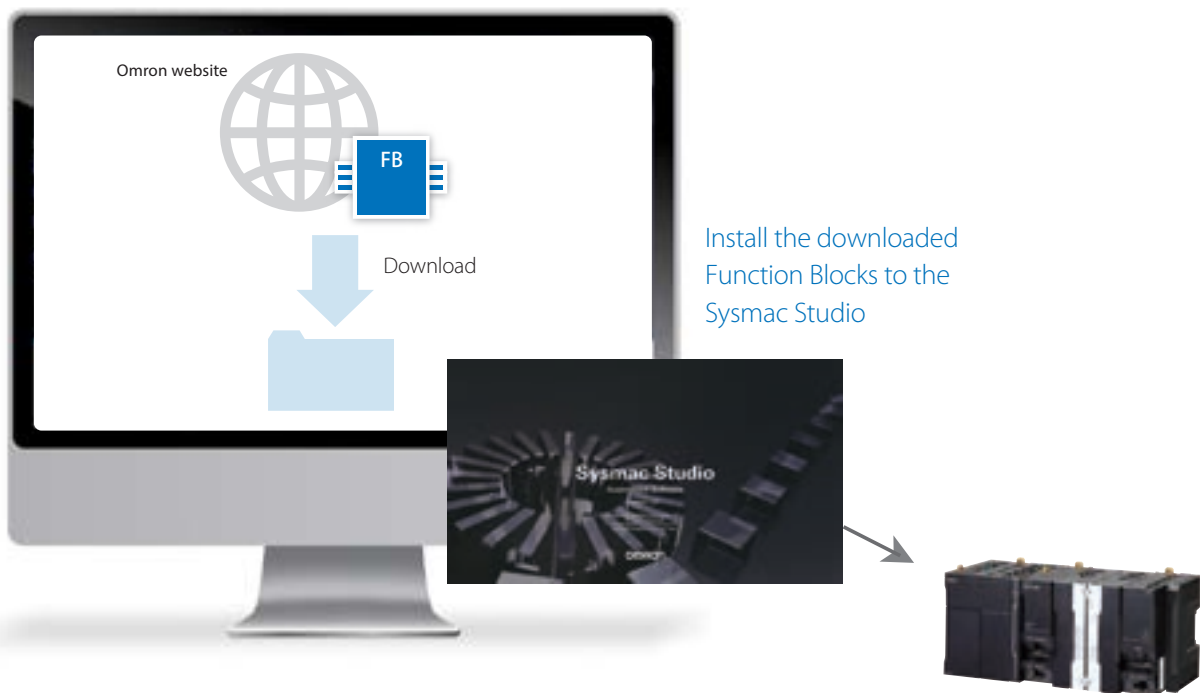 Omron website
FB
Download
Install the downloaded
Function Blocks to the
Sysmac Studio
Sysmac Studio
OMRON